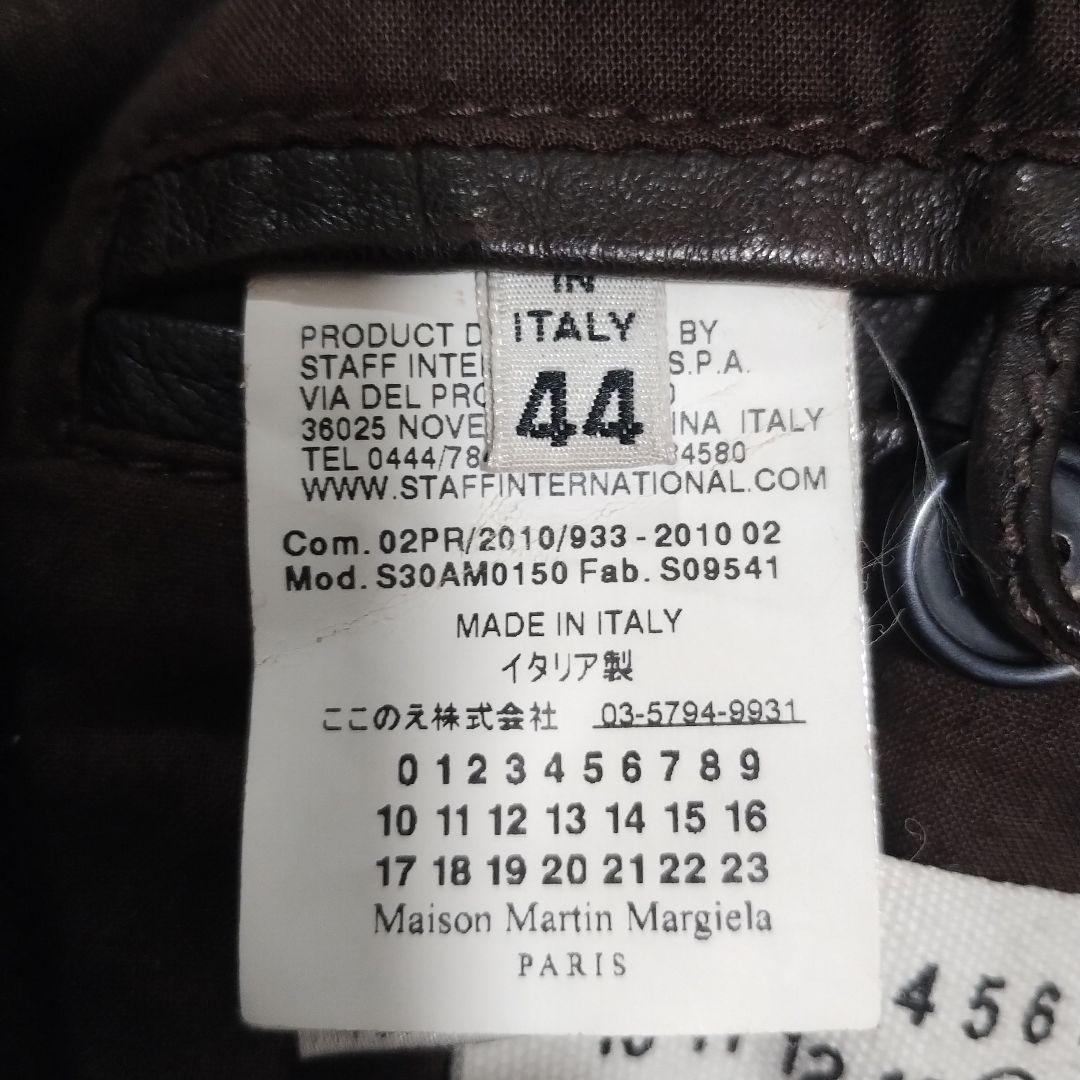 IN
ITALY
44
PRODUCT D BY
STAFF INTE S.P.A.
VIA DEL PRO
36025 NOVE INA ITALY
TEL 0444/78 34580
WWW.STAFFINTERNATIONAL.COM
Com. 02PR/2010/933 - 2010 02
Mod. S30AM0150 Fab. S09541
MADE IN ITALY
イタリア製
ここのえ株式会社 03-5794-9931
0 1 2 3 4 5 6 7 8 9
10 11 12 13 14 15 16
17 18 19 20 21 22 23
Maison Martin Margiela
PARIS
4 5 6
10 11 12